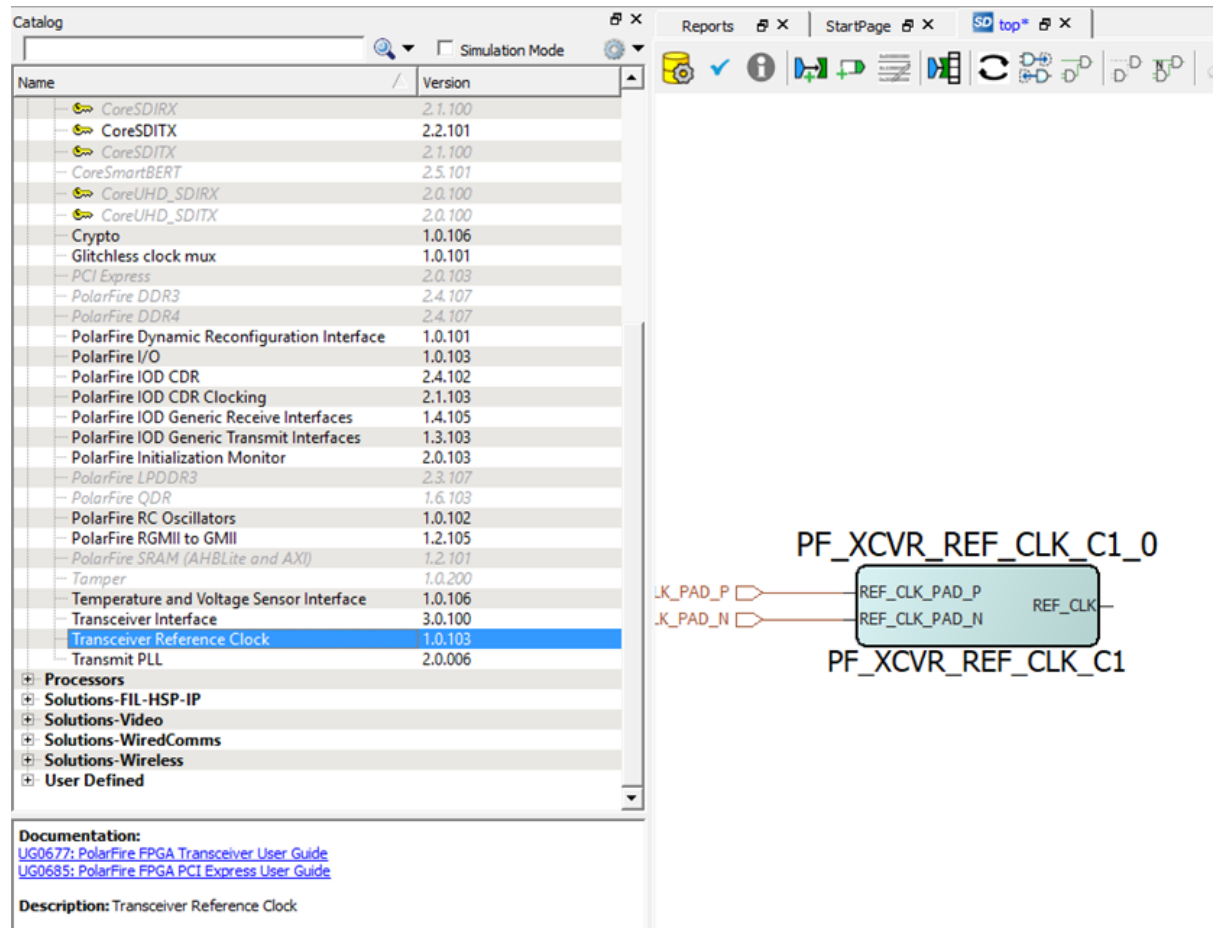 Catalog
Simulation Mode
Name Version
CoreSDIRX 2.1.100
CoreSDITX 2.2.101
CoreSDITX 2.1.100
CoreSmartBERT 2.5.101
CoreUHD_SDIRX 2.0.100
CoreUHD_SDITX 2.0.100
Crypto 1.0.106
Glitchless clock mux 1.0.101
PCI Express 2.0.103
PolarFire DDR3 2.4.107
PolarFire DDR4 2.4.107
PolarFire Dynamic Reconfiguration Interface 1.0.101
PolarFire I/O 1.0.103
PolarFire IOD CDR 2.4.102
PolarFire IOD CDR Clocking 2.1.103
PolarFire IOD Generic Receive Interfaces 1.4.105
PolarFire IOD Generic Transmit Interfaces 1.3.103
PolarFire Initialization Monitor 2.0.103
PolarFire LPDDR3 2.3.107
PolarFire QDR 1.6.103
PolarFire RC Oscillators 1.0.102
PolarFire RGMII to GMII 1.2.105
PolarFire SRAM (AHBLite and AXI) 1.2.101
Tamper 1.0.200
Temperature and Voltage Sensor Interface 1.0.106
Transceiver Interface 3.0.100
Transceiver Reference Clock 1.0.103
Transmit PLL 2.0.006
Processors
Solutions-FIL-HSP-IP
Solutions-Video
Solutions-WiredComms
Solutions-Wireless
User Defined
Documentation:
UG0677: PolarFire FPGA Transceiver User Guide
UG0685: PolarFire FPGA PCI Express User Guide
Description: Transceiver Reference Clock
Reports StartPage SD top*
PF_XCVR_REF_CLK_C1_0
LK_PAD_P REF_CLK_PAD_P
REF_CLK
LK_PAD_N REF_CLK_PAD_N
PF_XCVR_REF_CLK_C1